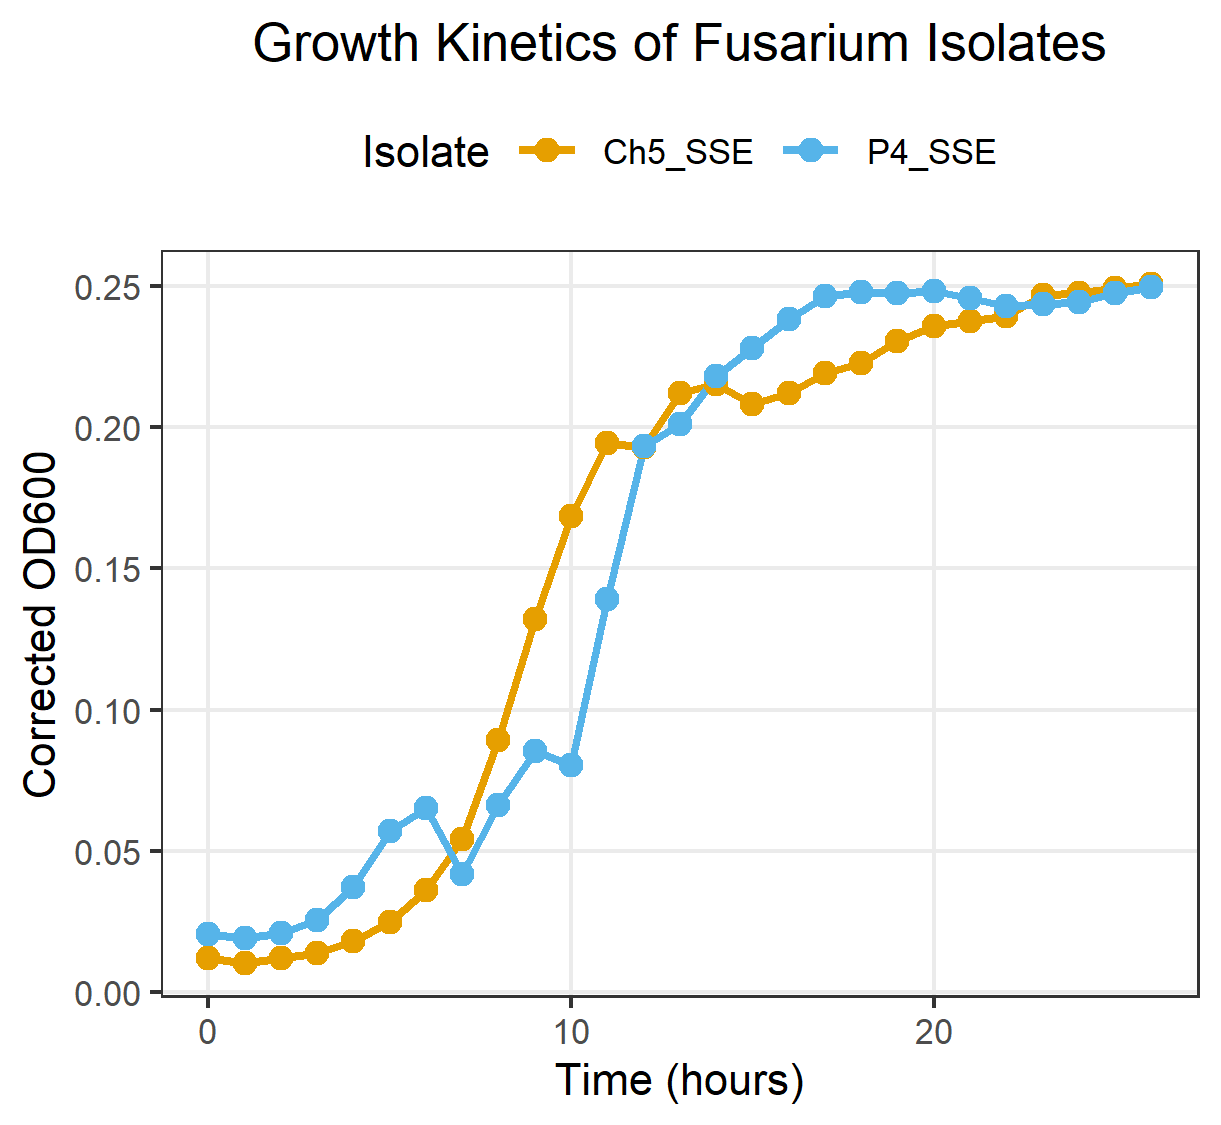 Growth Kinetics of Fusarium Isolates
Isolate Ch5_SSE P4_SSE
0.25
0.20
0.15
0.10
0.05
0.00
Corrected OD600
0 10 20
Time (hours)